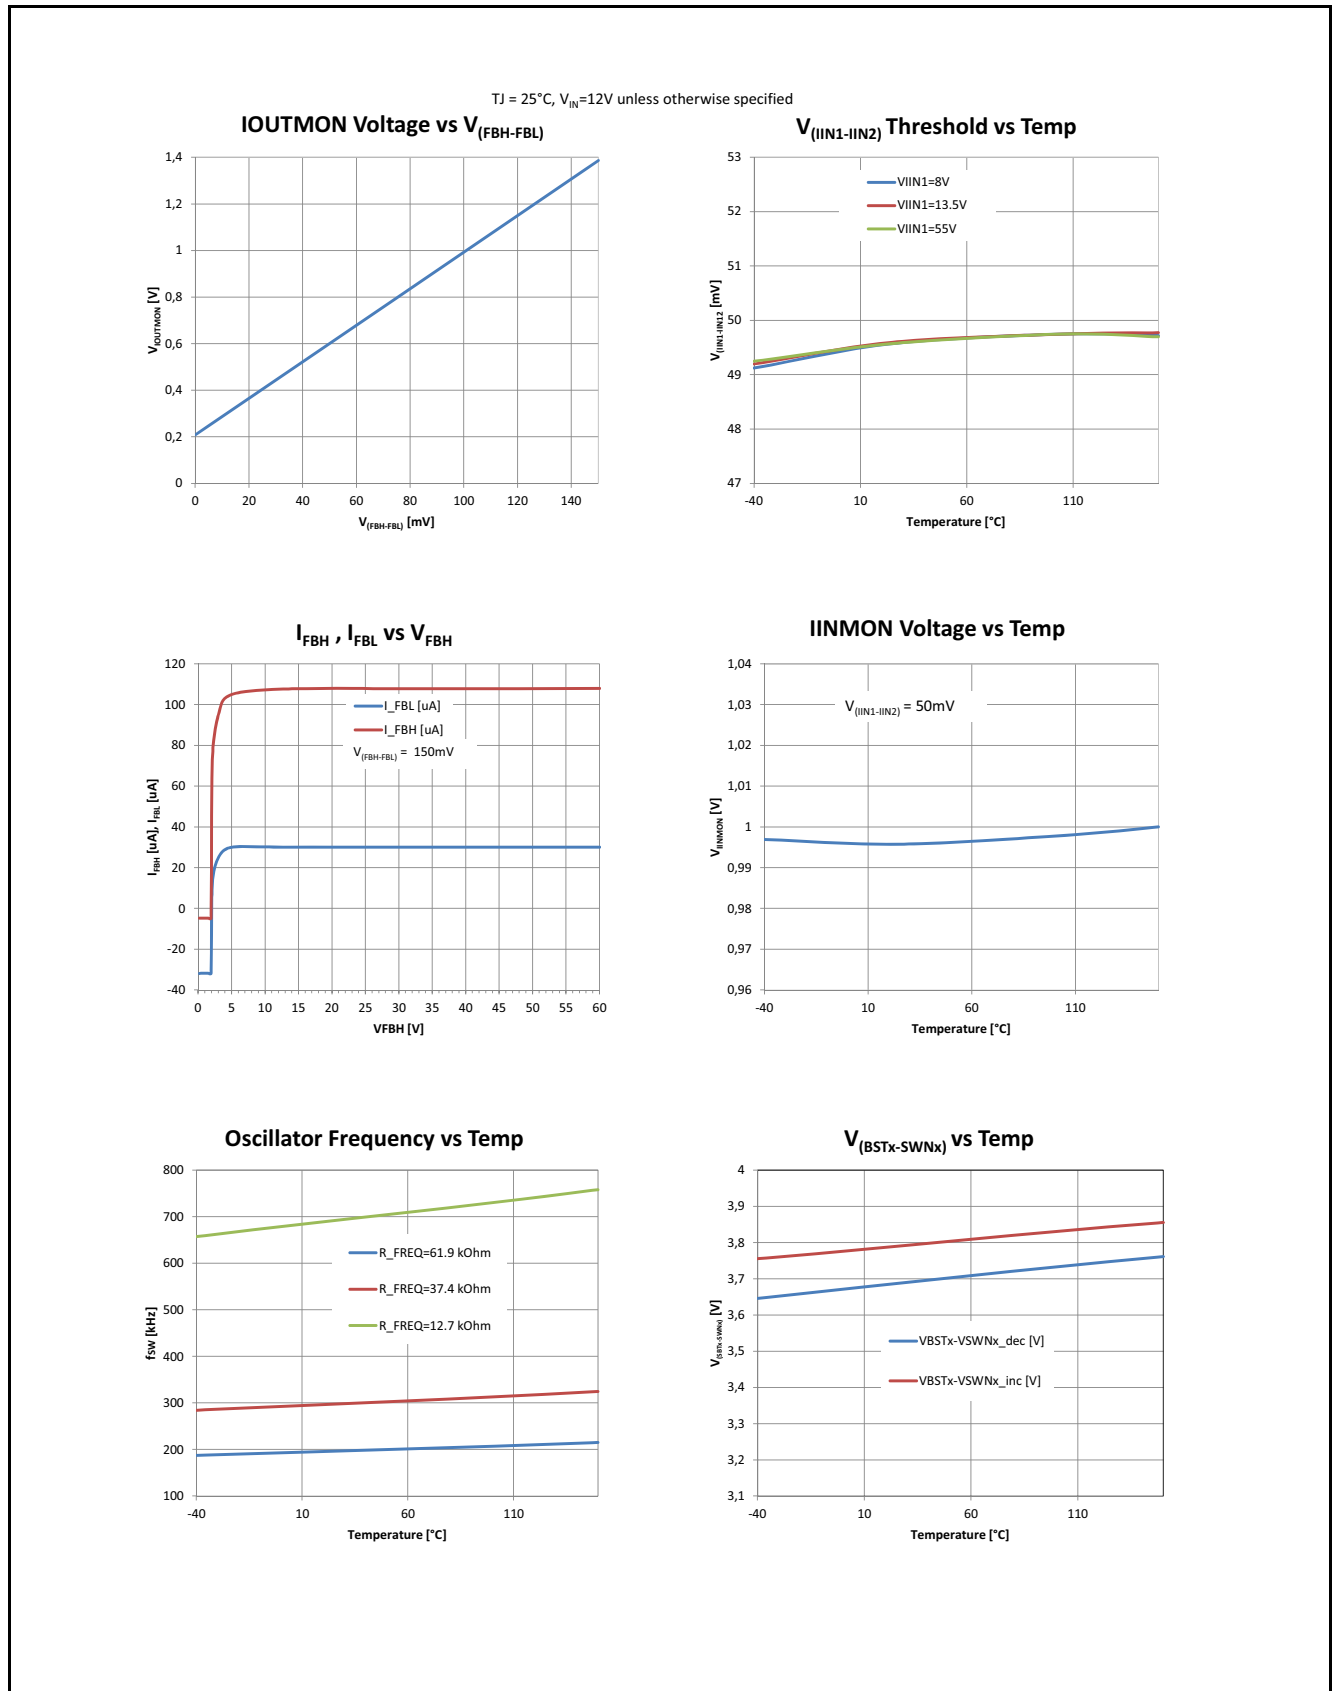 TJ = 25°C, VIN=12V unless otherwise specified
IOUTMON Voltage vs V(FBH-FBL)
1,4
1,2
1
0,8
0,6
0,4
0,2
0
VIOUTMON [V]
0 20 40 60 80 100 120 140
V(FBH-FBL) [mV]
V(IIN1-IIN2) Threshold vs Temp
53
52
51
50
49
48
47
V(IIN1-IIN12 [mV]
VIIN1=8V
VIIN1=13.5V
VIIN1=55V
-40 10 60 110
Temperature [°C]
IFBH , IFBL vs VFBH
120
100
80
60
40
20
0
-20
-40
IFBH [uA], IFBL [uA]
I_FBL [uA]
I_FBH [uA]
V(FBH-FBL) = 150mV
0 5 10 15 20 25 30 35 40 45 50 55 60
VFBH [V]
IINMON Voltage vs Temp
1,04
1,03
1,02
1,01
1
0,99
0,98
0,97
0,96
VIINMON [V]
V(IIN1-IIN2) = 50mV
-40 10 60 110
Temperature [°C]
Oscillator Frequency vs Temp
800
700
600
500
400
300
200
100
fsw [kHz]
R_FREQ=61.9 kOhm
R_FREQ=37.4 kOhm
R_FREQ=12.7 kOhm
-40 10 60 110
Temperature [°C]
V(BSTx-SWNx) vs Temp
4
3,9
3,8
3,7
3,6
3,5
3,4
3,3
3,2
3,1
V(SBTx-SWNx) [V]
VBSTx-VSWNx_dec [V]
VBSTx-VSWNx_inc [V]
-40 10 60 110
Temperature [°C]